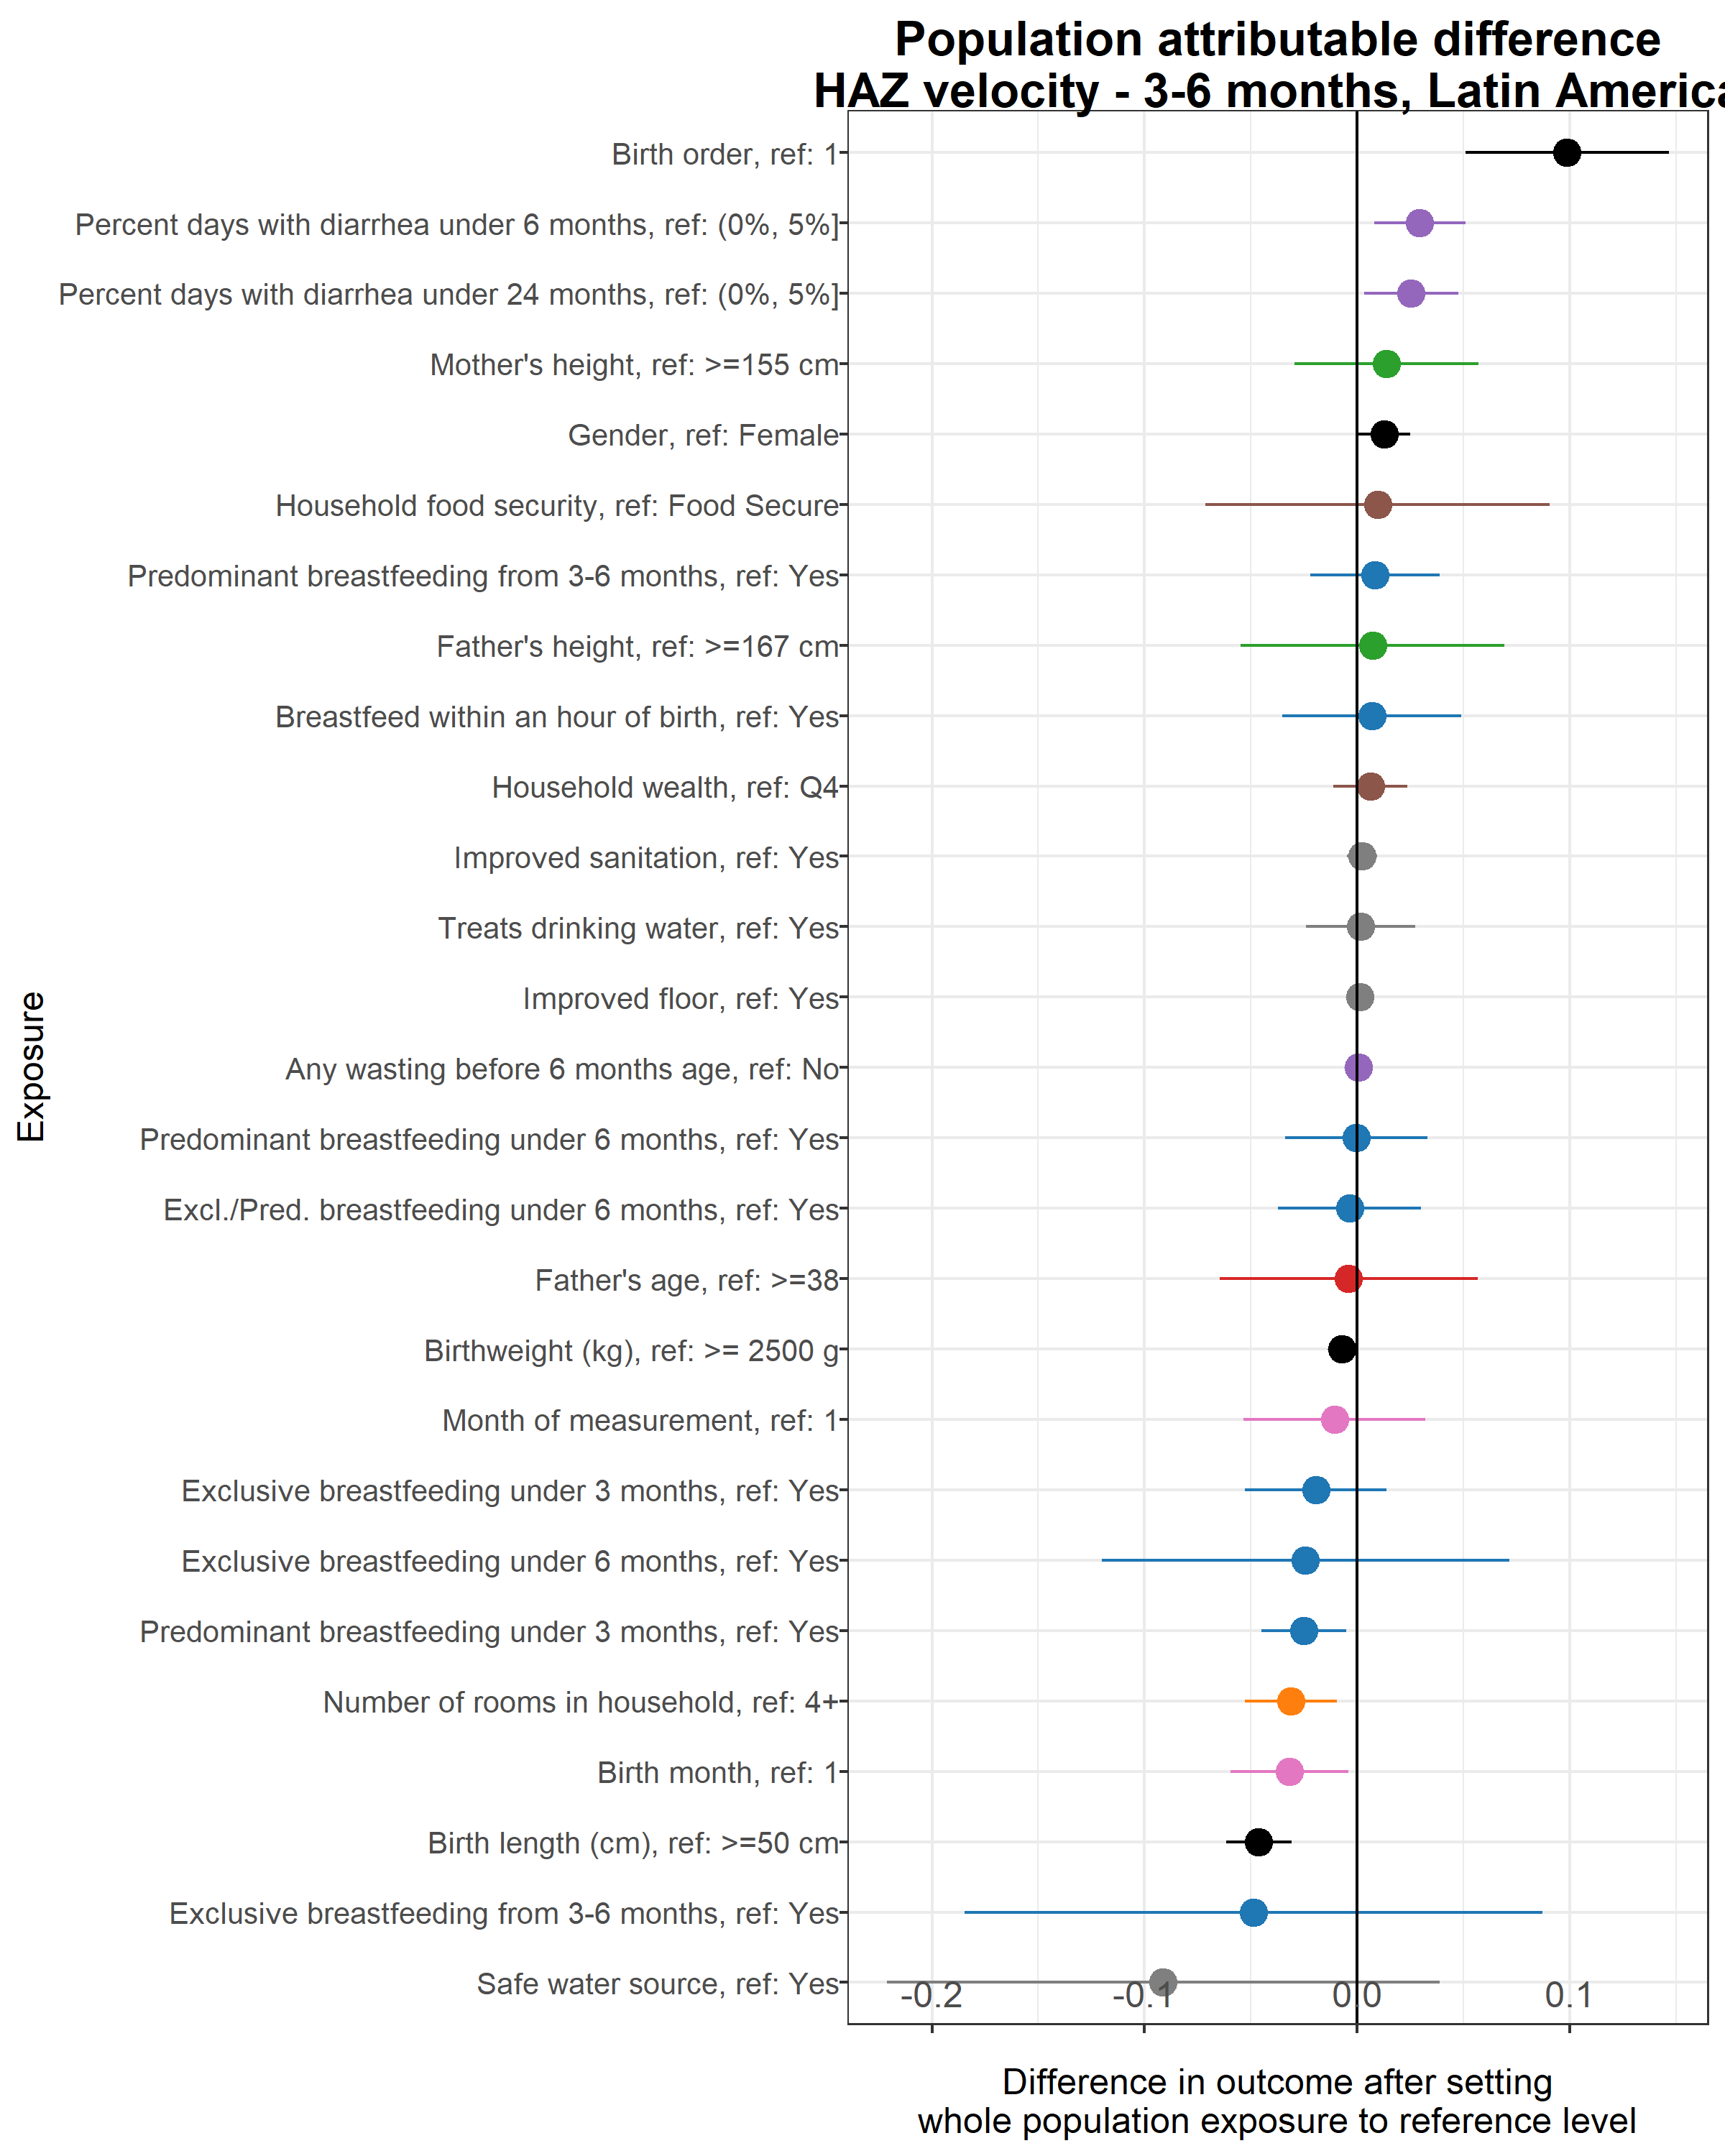 Population attributable difference
HAZ velocity - 3-6 months, Latin America
Birth order, ref: 1
Percent days with diarrhea under 6 months, ref: (0%, 5%]
Percent days with diarrhea under 24 months, ref: (0%, 5%]
Mother's height, ref: >=155 cm
Gender, ref: Female
Household food security, ref: Food Secure
Predominant breastfeeding from 3-6 months, ref: Yes
Father's height, ref: >=167 cm
Breastfeed within an hour of birth, ref: Yes
Household wealth, ref: Q4
Improved sanitation, ref: Yes
Treats drinking water, ref: Yes
Improved floor, ref: Yes
Any wasting before 6 months age, ref: No
Predominant breastfeeding under 6 months, ref: Yes
Excl./Pred. breastfeeding under 6 months, ref: Yes
Father's age, ref: >=38
Birthweight (kg), ref: >= 2500 g
Month of measurement, ref: 1
Exclusive breastfeeding under 3 months, ref: Yes
Exclusive breastfeeding under 6 months, ref: Yes
Predominant breastfeeding under 3 months, ref: Yes
Number of rooms in household, ref: 4+
Birth month, ref: 1
Birth length (cm), ref: >=50 cm
Exclusive breastfeeding from 3-6 months, ref: Yes
Safe water source, ref: Yes
Exposure
-0.2 -0.1 0.0 0.1
Difference in outcome after setting
whole population exposure to reference level